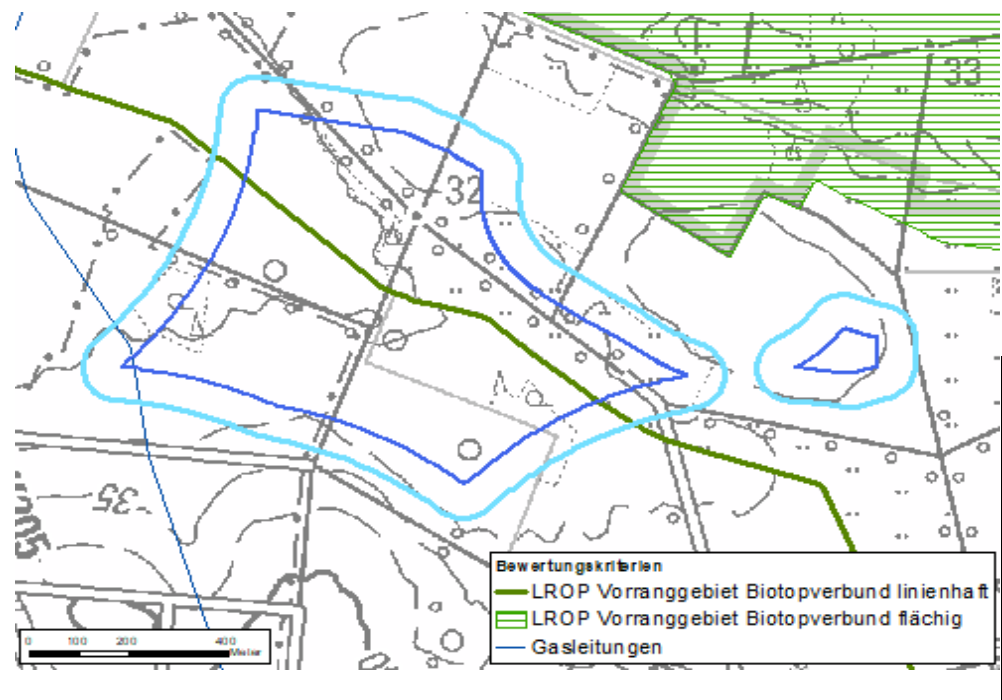 33
32
35
Bewertungskriterien
LROP Vorranggebiet Biotopverbund linienhaft
LROP Vorranggebiet Biotopverbund flächig
Gasleitungen
0 100 200 400
Meter